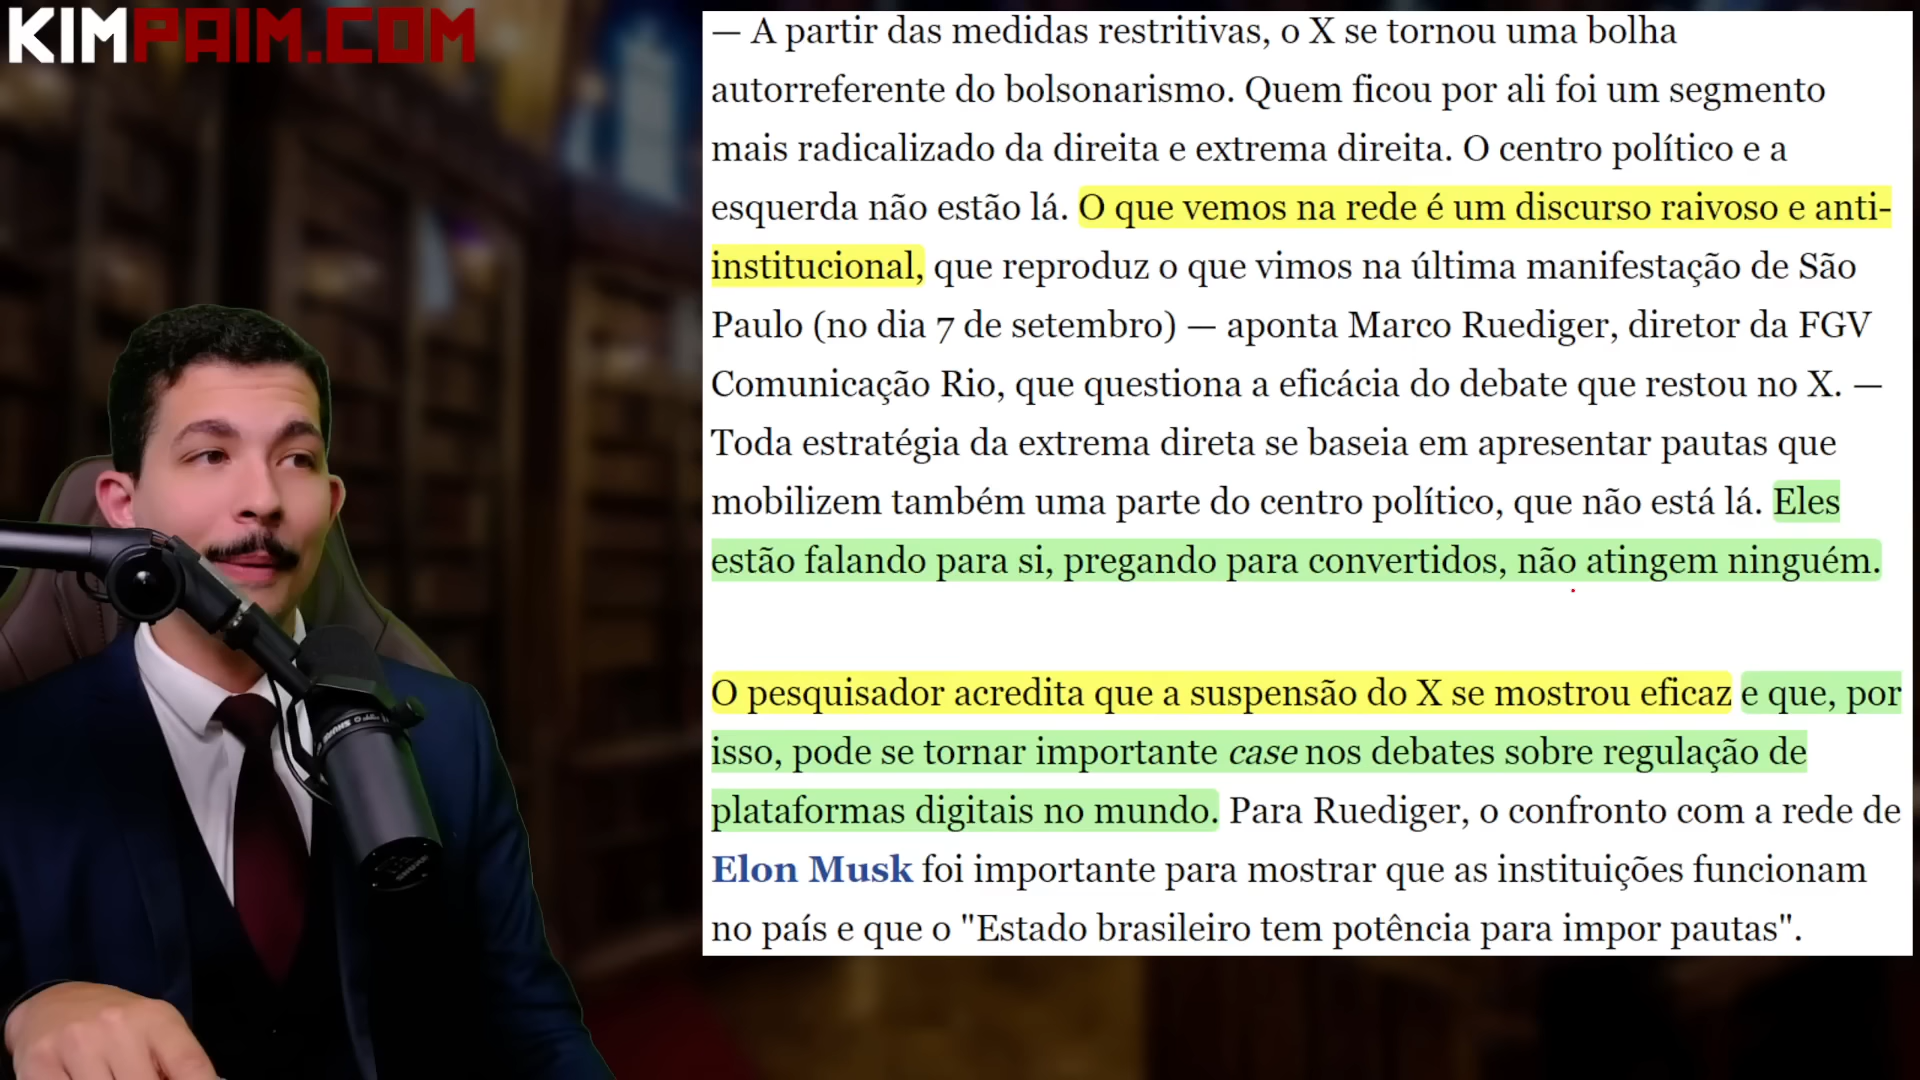 KIMPAIM.COM
— A partir das medidas restritivas, o X se tornou uma bolha
autorreferente do bolsonarismo. Quem ficou por ali foi um segmento
mais radicalizado da direita e extrema direita. O centro político e a
esquerda não estão lá. O que vemos na rede é um discurso raivoso e anti-
institucional, que reproduz o que vimos na última manifestação de São
Paulo (no dia 7 de setembro) — aponta Marco Ruediger, diretor da FGV
Comunicação Rio, que questiona a eficácia do debate que restou no X. —
Toda estratégia da extrema direta se baseia em apresentar pautas que
mobilizem também uma parte do centro político, que não está lá. Eles
estão falando para si, pregando para convertidos, não atingem ninguém.
O pesquisador acredita que a suspensão do X se mostrou eficaz e que, por
isso, pode se tornar importante case nos debates sobre regulação de
plataformas digitais no mundo. Para Ruediger, o confronto com a rede de
Elon Musk foi importante para mostrar que as instituições funcionam
no país e que o "Estado brasileiro tem potência para impor pautas".